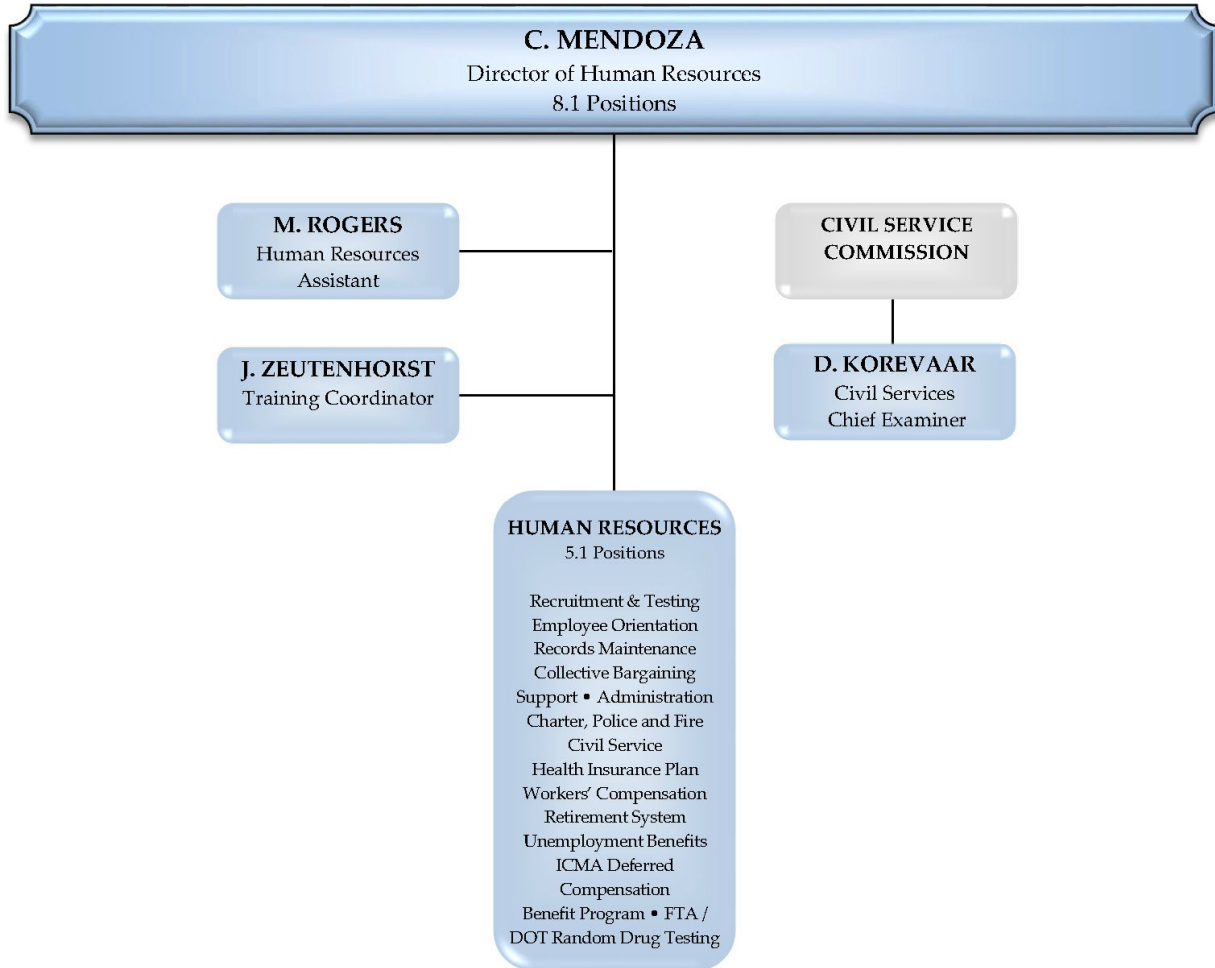 C. MENDOZA
Director of Human Resources
8.1 Positions
M. ROGERS
Human Resources
Assistant
CIVIL SERVICE
COMMISSION
J. ZEUTENHORST
Training Coordinator
D. KOREVAAR
Civil Services
Chief Examiner
HUMAN RESOURCES
5.1 Positions
Recruitment & Testing
Employee Orientation
Records Maintenance
Collective Bargaining
Support • Administration
Charter, Police and Fire
Civil Service
Health Insurance Plan
Workers’ Compensation
Retirement System
Unemployment Benefits
ICMA Deferred
Compensation
Benefit Program • FTA /
DOT Random Drug Testing